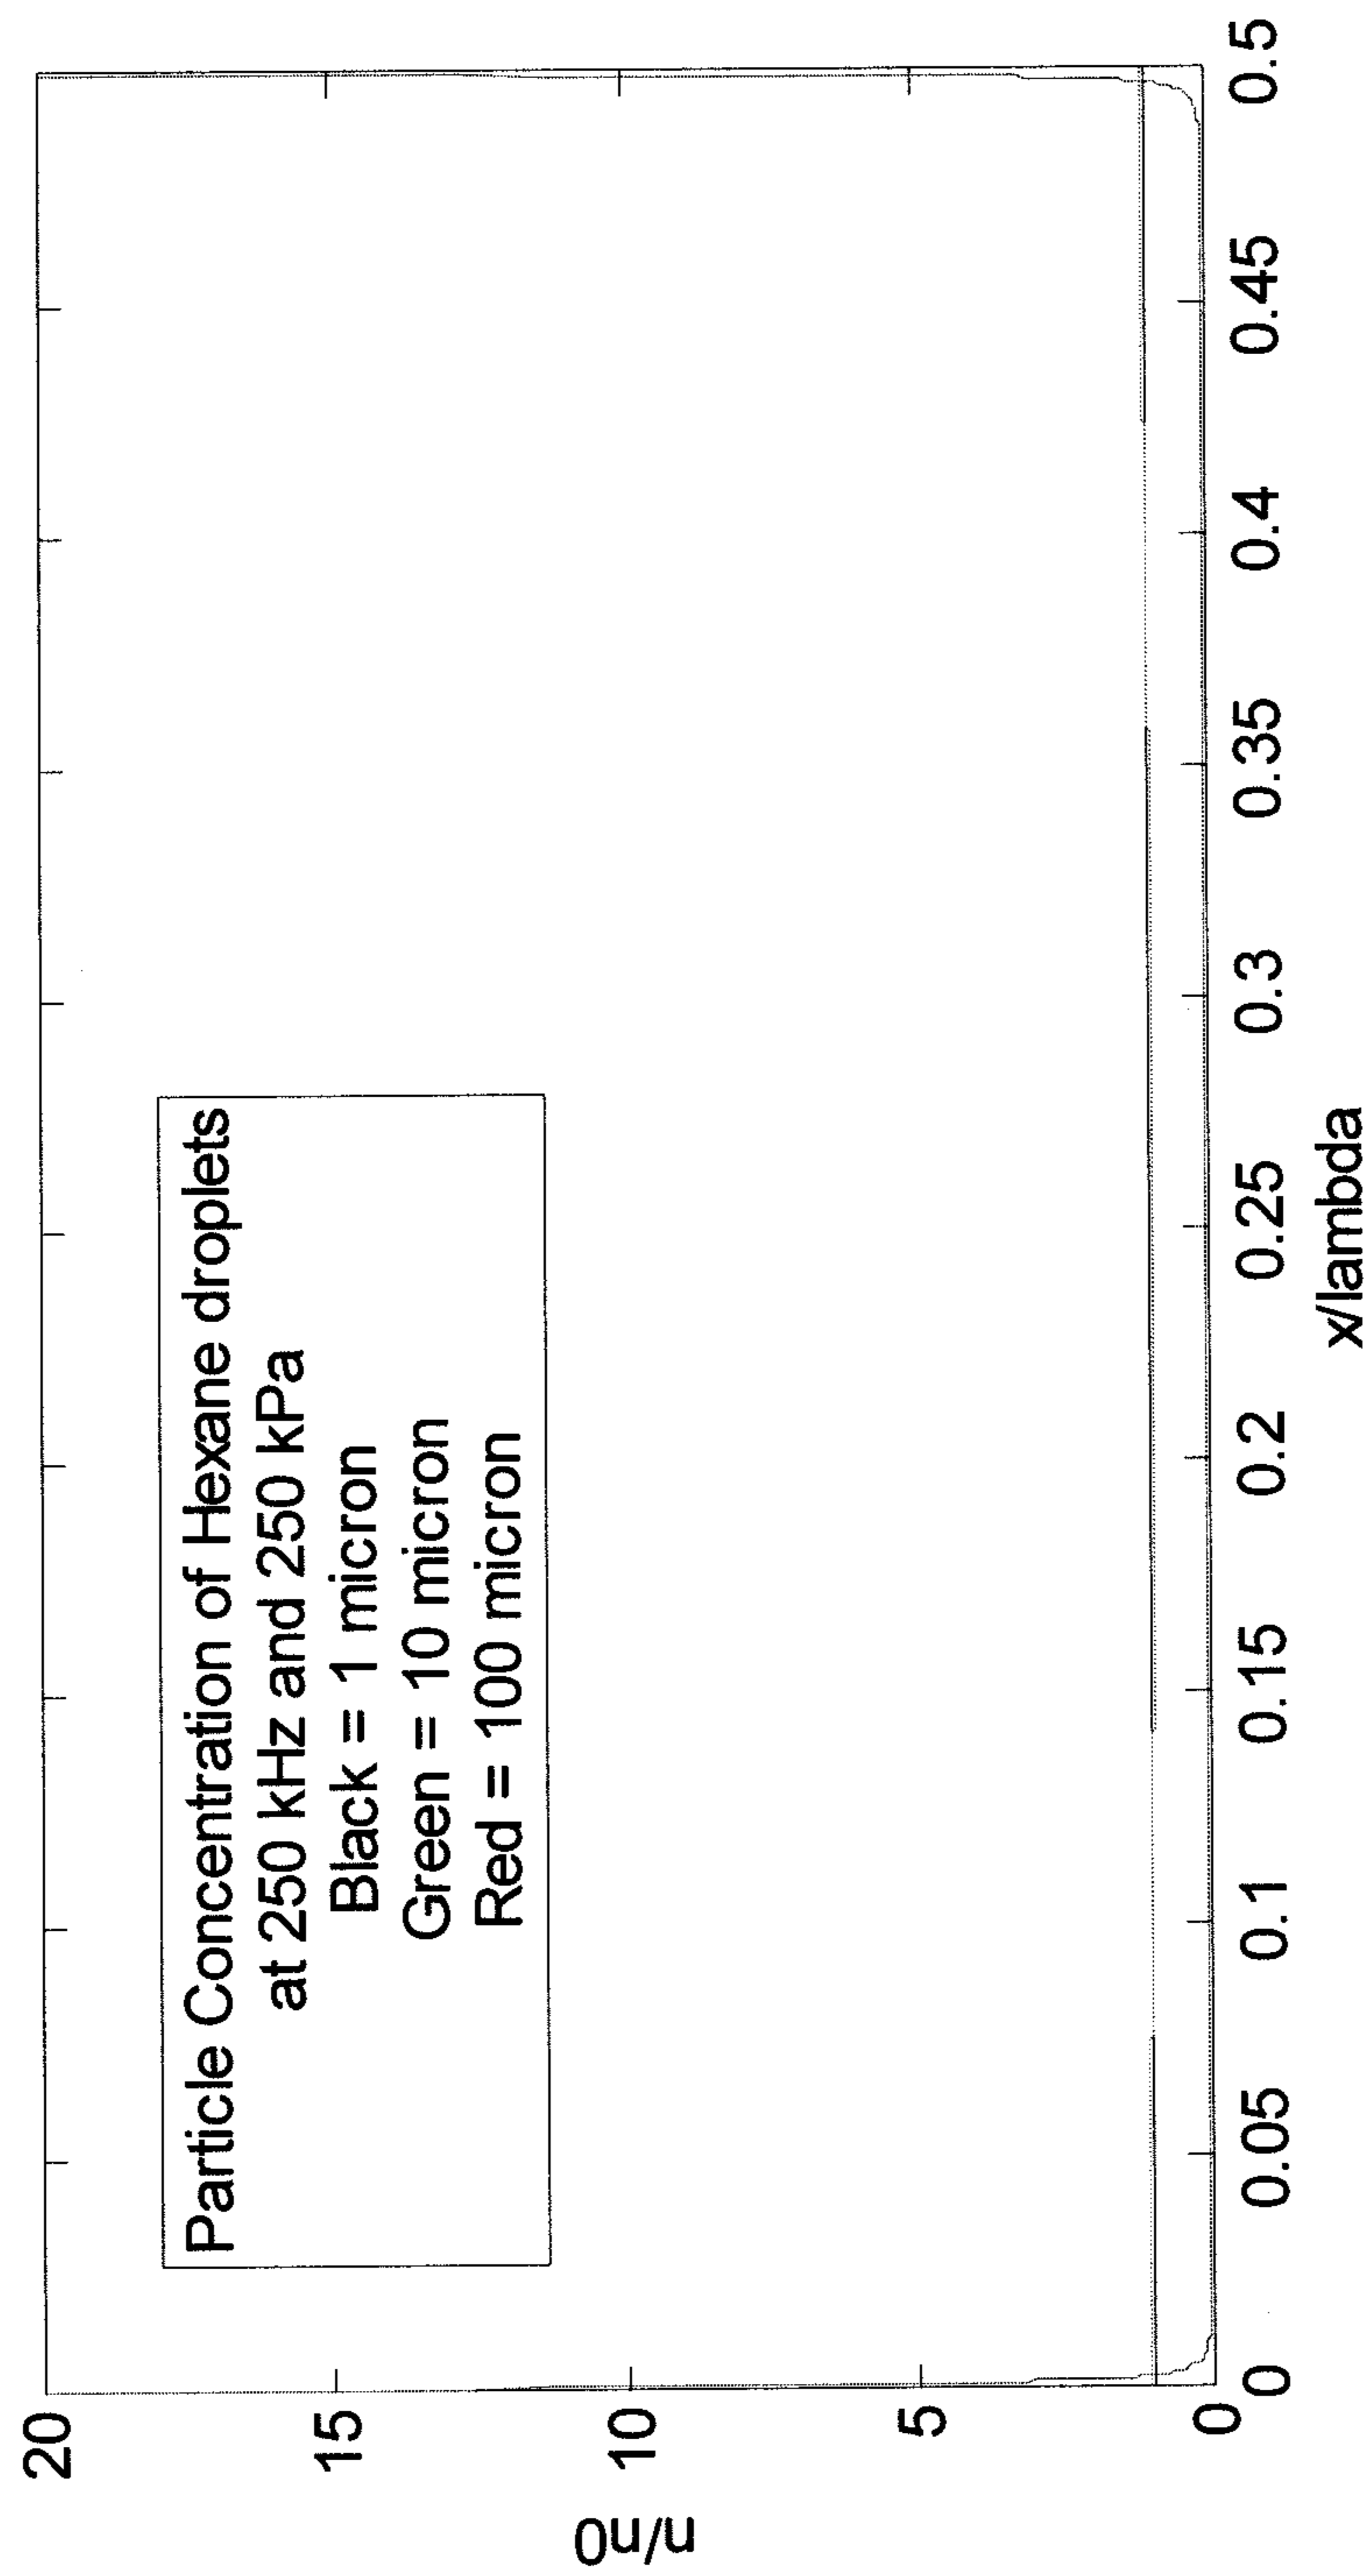 Particle Concentration of Hexane droplets
at 250 kHz and 250 kPa
Black = 1 micron
Green = 10 micron
Red = 100 micron
20
15
10
5
0
n/n0
0
0.05
0.1
0.15
0.2
0.25
0.3
0.35
0.4
0.45
0.5
x/lambda